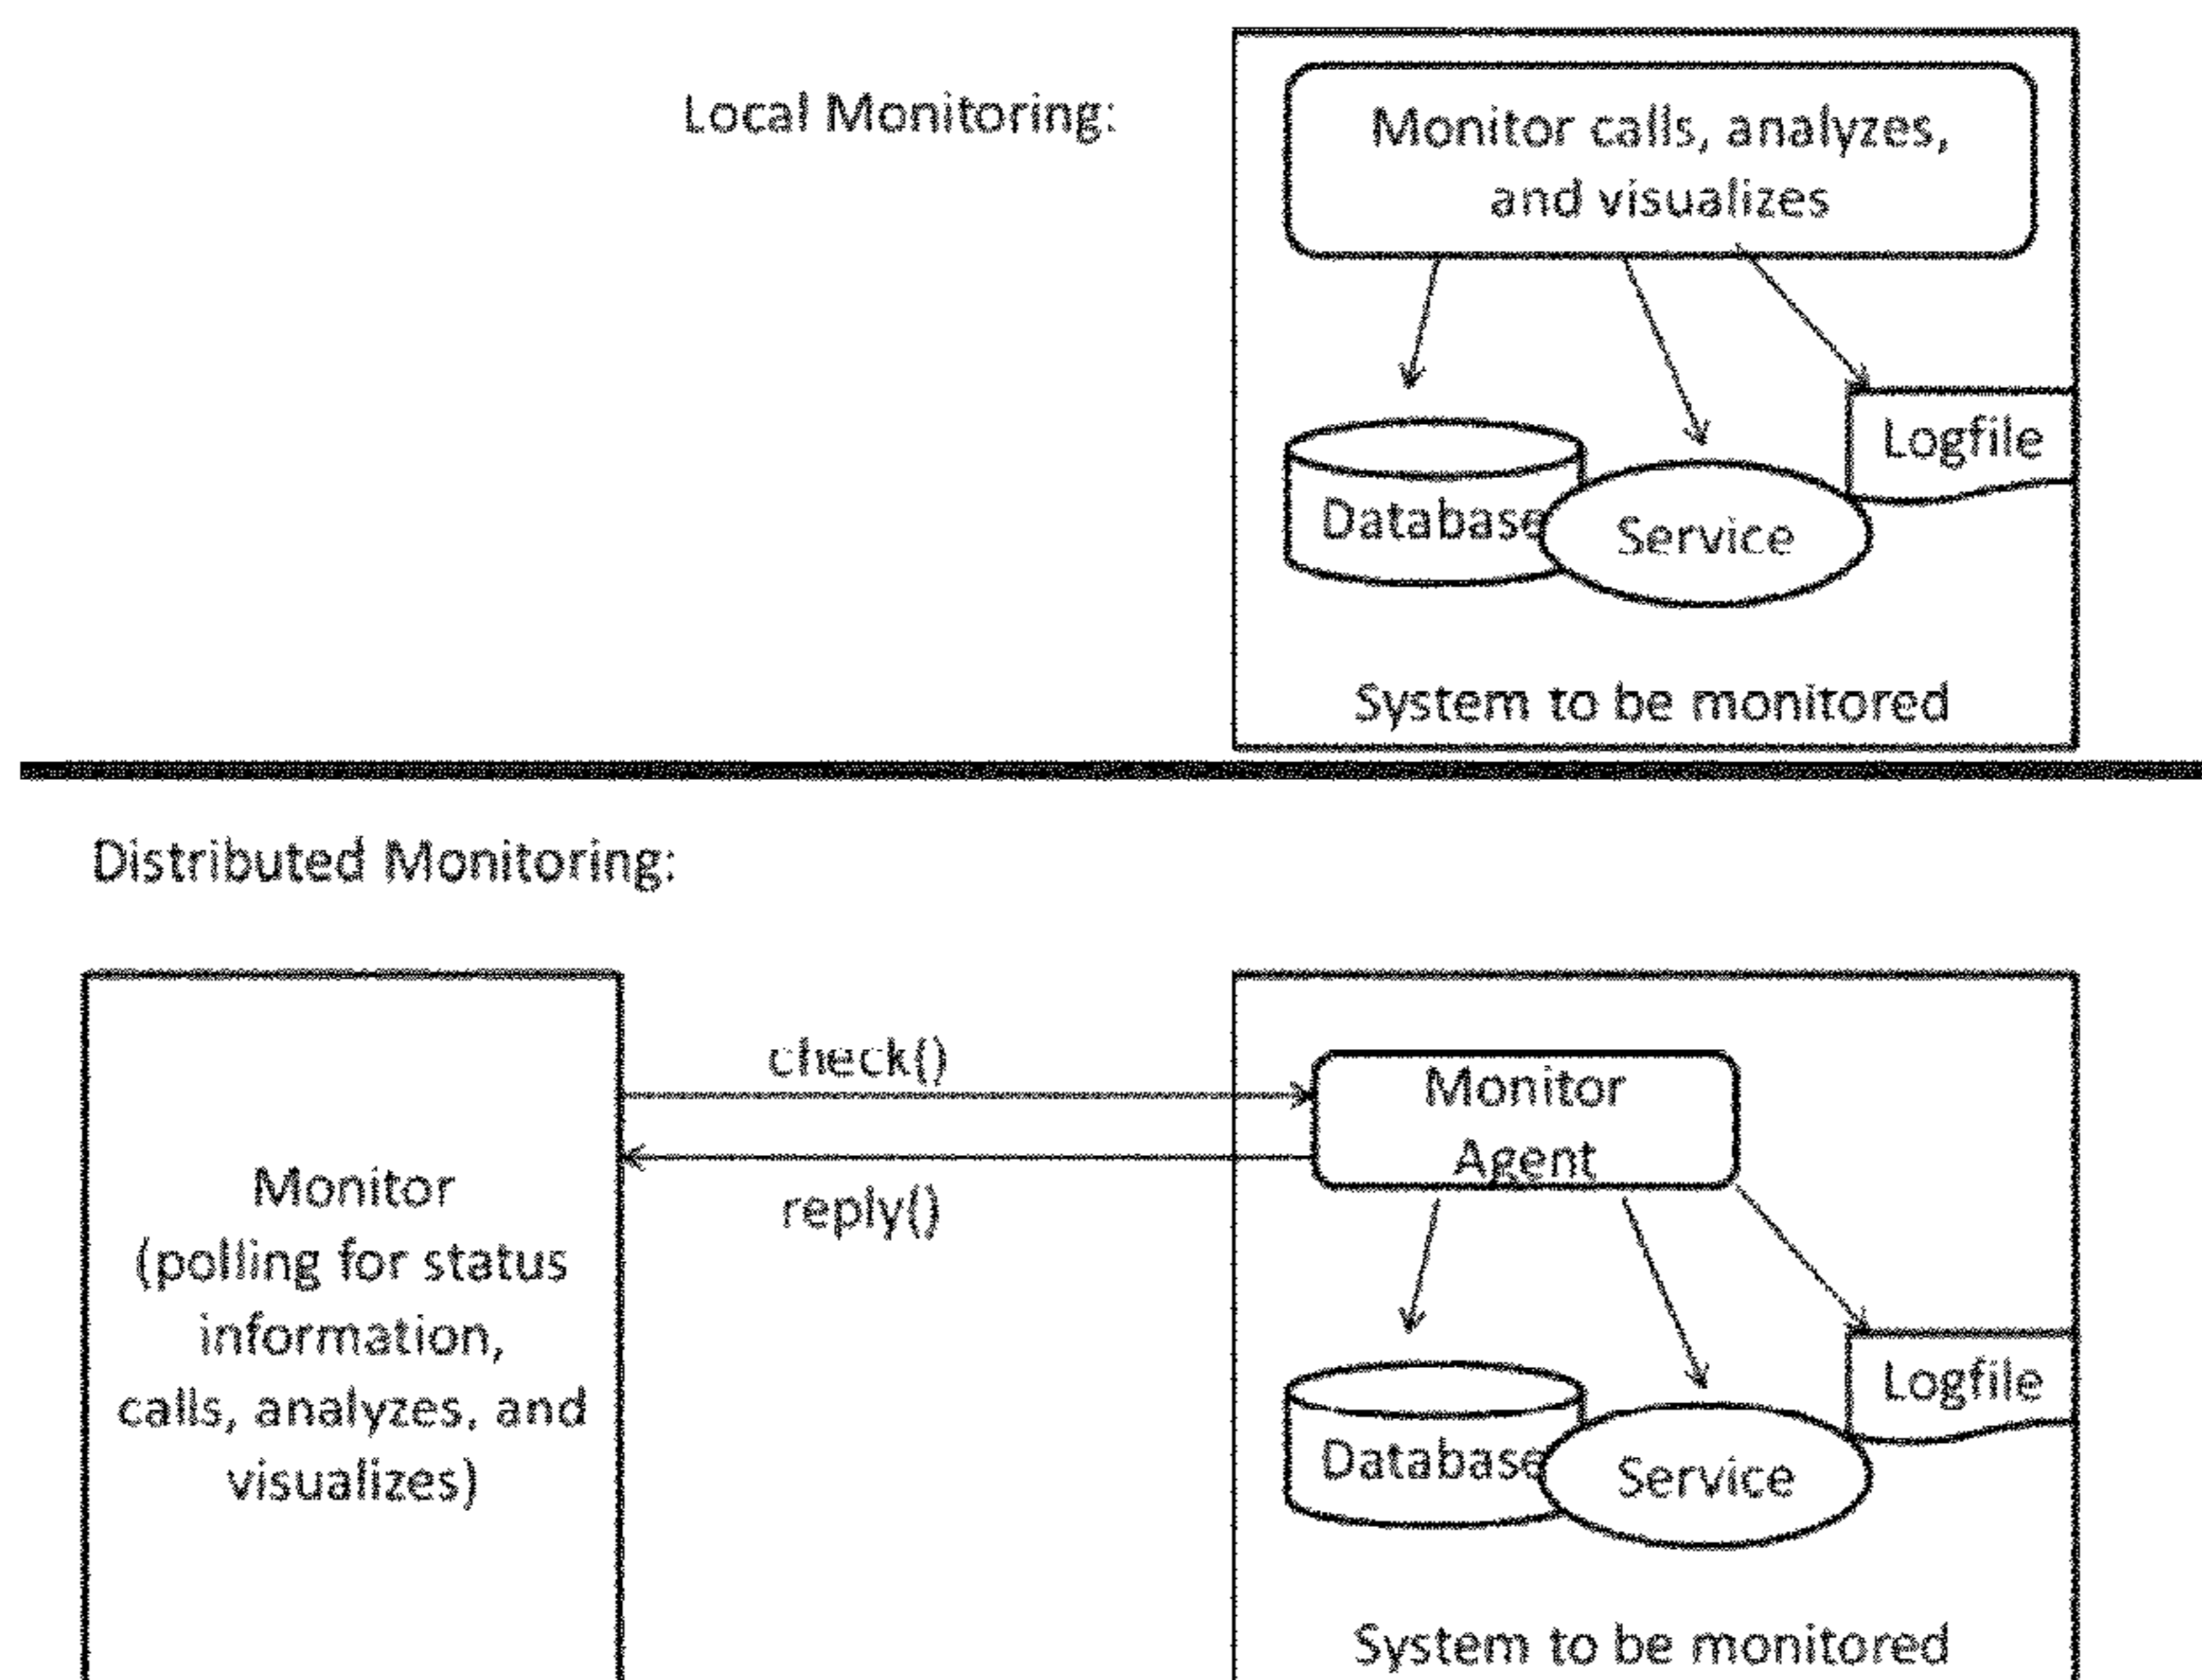 Local Monitoring:
Monitor calls, analyzes,
and visualizes
Logfile
Database
Service
System to be monitored
Distributed Monitoring:
check()
reply()
Monitor
(polling for status
information,
calls, analyzes, and
visualizes)
Monitor
Agent
Logfile
Database
Service
System to be monitored